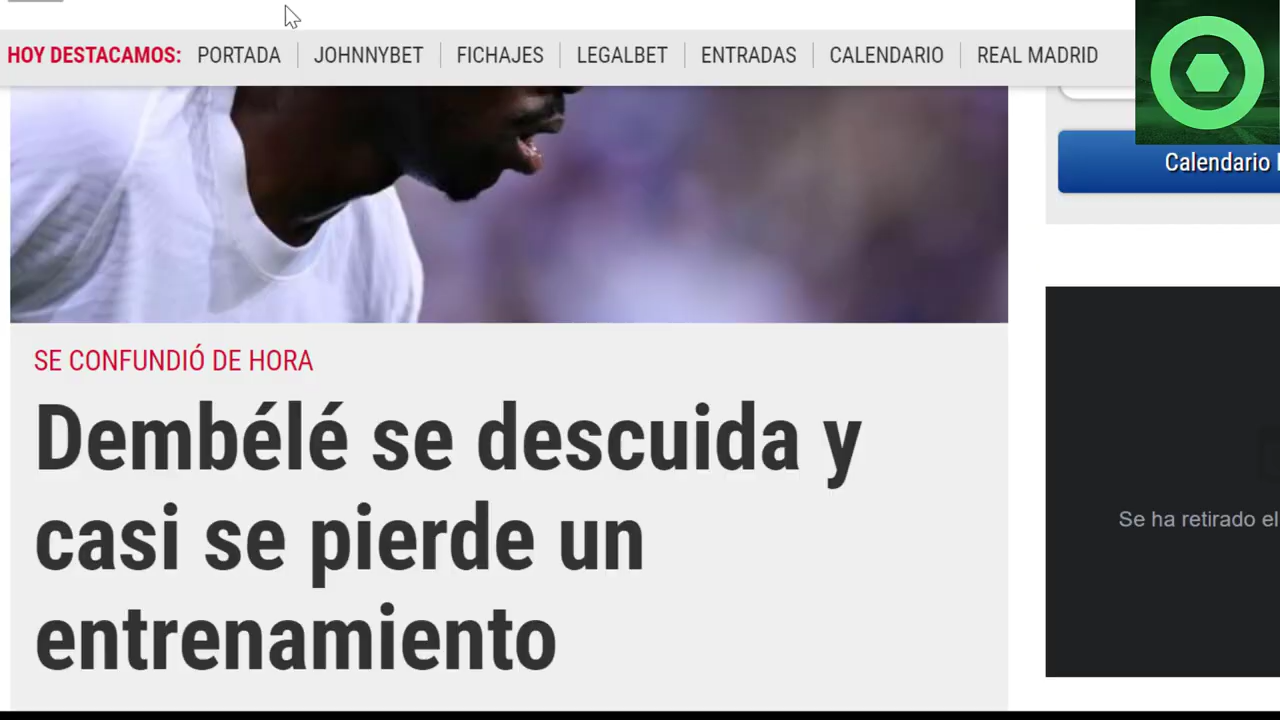 HOY DESTACAMOS: PORTADA JOHNNYBET FICHAJES LEGALBET ENTRADAS CALENDARIO REAL MADRID
Calendario
SE CONFUNDIÓ DE HORA
Dembélé se descuida y
casi se pierde un
entrenamiento
Se ha retirado el